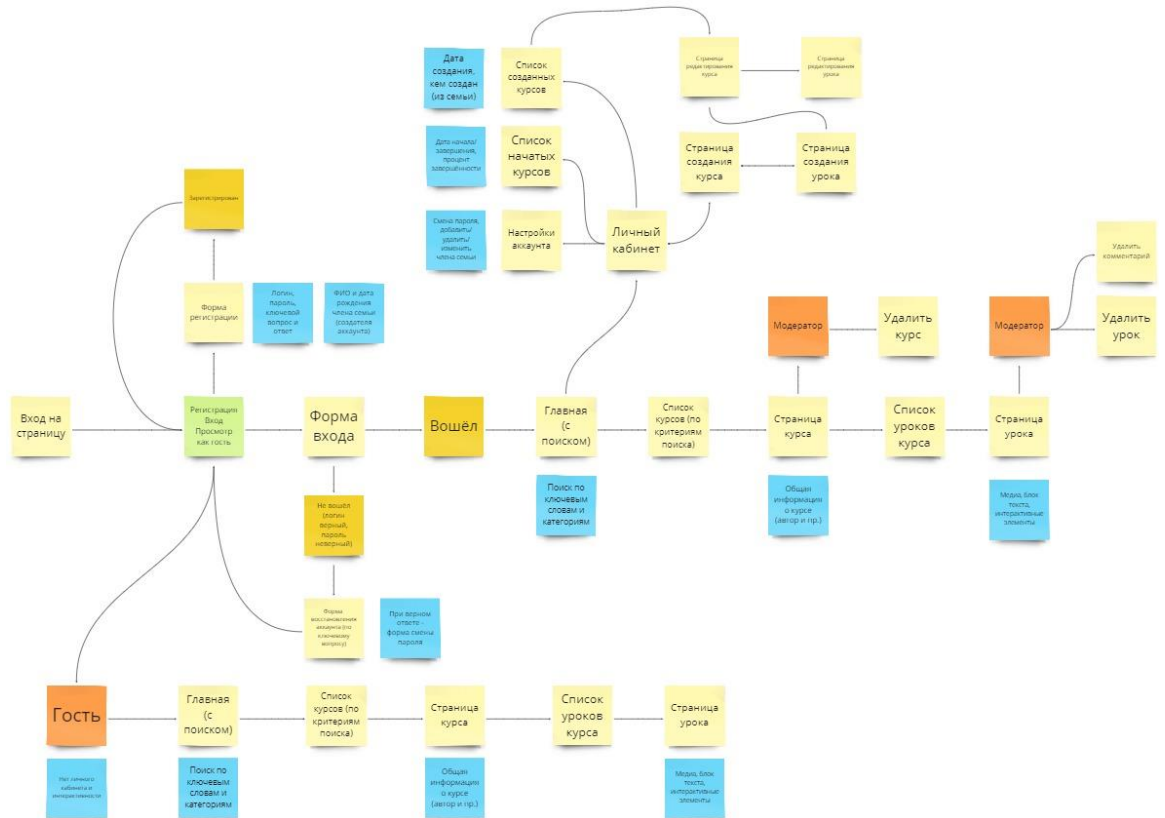 Дата
создания,
кем создан
(из семьи)
Список
созданных
курсов
Страница
редактирования
курса
Страница
редактирования
урока
Дата начала/
завершения,
процент
завершённости
Список
начатых
курсов
Страница
создания
курса
Страница
создания
урока
Зарегистрирован
Смена пароля,
добавить/
удалить/
изменить
члена семьи
Настройки
аккаунта
Личный
кабинет
Удалить
комментарий
Форма
регистрации
Логин,
пароль,
ключевой
вопрос и
ответ
ФИО и дата
рождения
члена семьи
(создателя
аккаунта)
Модератор
Удалить
курс
Модератор
Удалить
урок
Вход на
страницу
Регистрация
Вход
Просмотр
как гость
Форма
входа
Вошёл
Главная
(с
поиском)
Список
курсов (по
критериям
поиска)
Страница
курса
Список
уроков
курса
Страница
урока
Не вошёл
(логин
верный,
пароль
неверный)
Поиск по
ключевым
словам и
категориям
Общая
информация
о курсе
(автор и пр.)
Медиа, блок
текста,
интерактивные
элементы
Форма
восстановления
аккаунта (по
ключевому
вопросу)
При верном
ответе -
форма смены
пароля
Гость
Главная
(с
поиском)
Список
курсов (по
критериям
поиска)
Страница
курса
Список
уроков
курса
Страница
урока
Нет личного
кабинета и
интерактивности
Поиск по
ключевым
словам и
категориям
Общая
информация
о курсе
(автор и пр.)
Медиа, блок
текста,
интерактивные
элементы